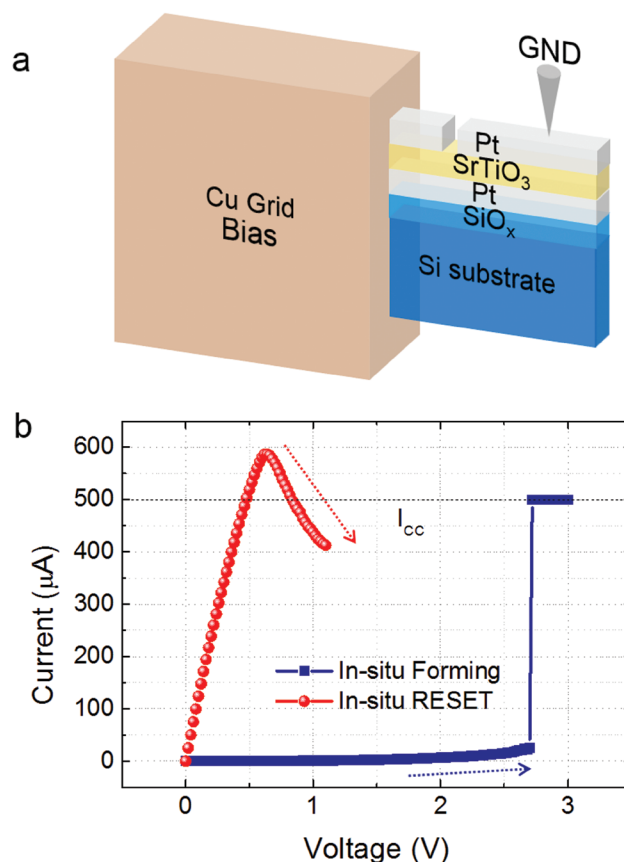 a
GND
Pt
SrTiO₃
Pt
SiOₓ
Si substrate
Cu Grid
Bias
b
600
500
400
300
200
100
0
Current (μA)
I_CC
In-situ Forming
In-situ RESET
0
1
2
3
Voltage (V)